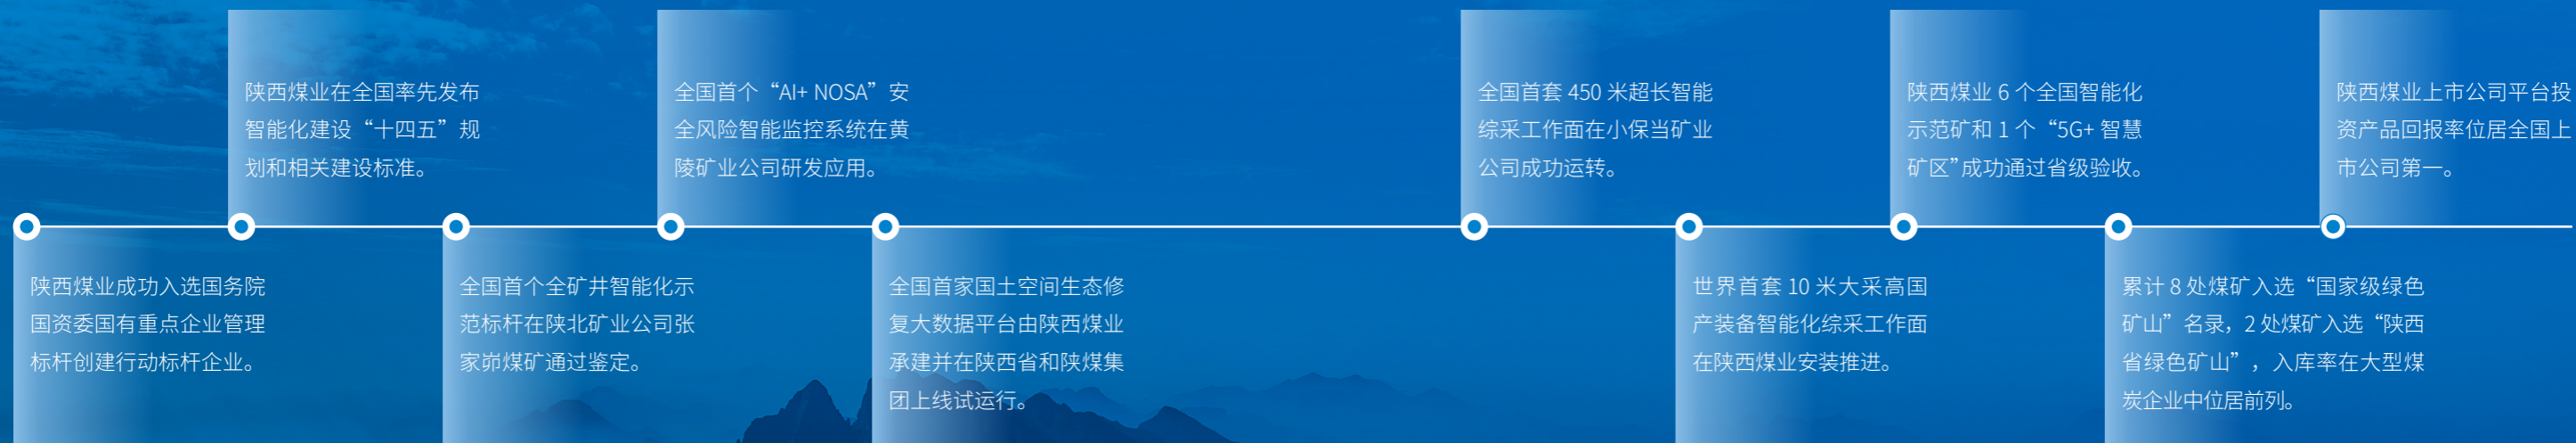 陕西煤业成功入选国务院
国资委国有重点企业管理
标杆创建行动标杆企业。
陕西煤业在全国率先发布
智能化建设“十四五”规
划和相关建设标准。
全国首个全矿井智能化示
范标杆在陕北矿业公司张
家峁煤矿通过鉴定。
全国首个“AI+ NOSA”安
全风险智能监控系统在黄
陵矿业公司研发应用。
全国首家国土空间生态修
复大数据平台由陕西煤业
承建并在陕西省和陕煤集
团上线试运行。
全国首套 450 米超长智能
综采工作面在小保当矿业
公司成功运转。
世界首套 10 米大采高国
产装备智能化综采工作面
在陕西煤业安装推进。
陕西煤业 6 个全国智能化
示范矿和 1 个“5G+ 智慧
矿区”成功通过省级验收。
累计 8 处煤矿入选“国家级绿色
矿山”名录，2 处煤矿入选“陕西
省绿色矿山”，入库率在大型煤
炭企业中位居前列。
陕西煤业上市公司平台投
资产品回报率位居全国上
市公司第一。